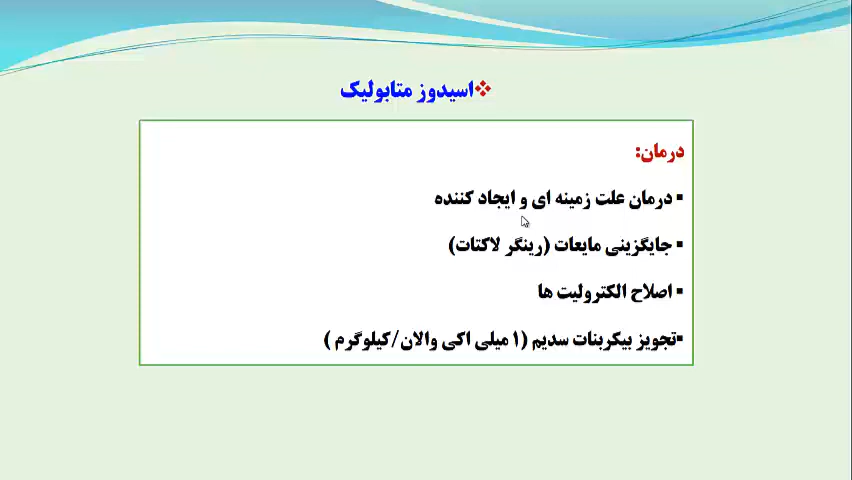 ❖اسیدوز متابولیک
درمان:
▪ درمان علت زمینه ای و ایجاد کننده
▪ جایگزینی مایعات (رینگر لاکتات)
▪ اصلاح الکترولیت ها
▪تجویز بیکربنات سدیم (۱ میلی اکی والان/کیلوگرم )